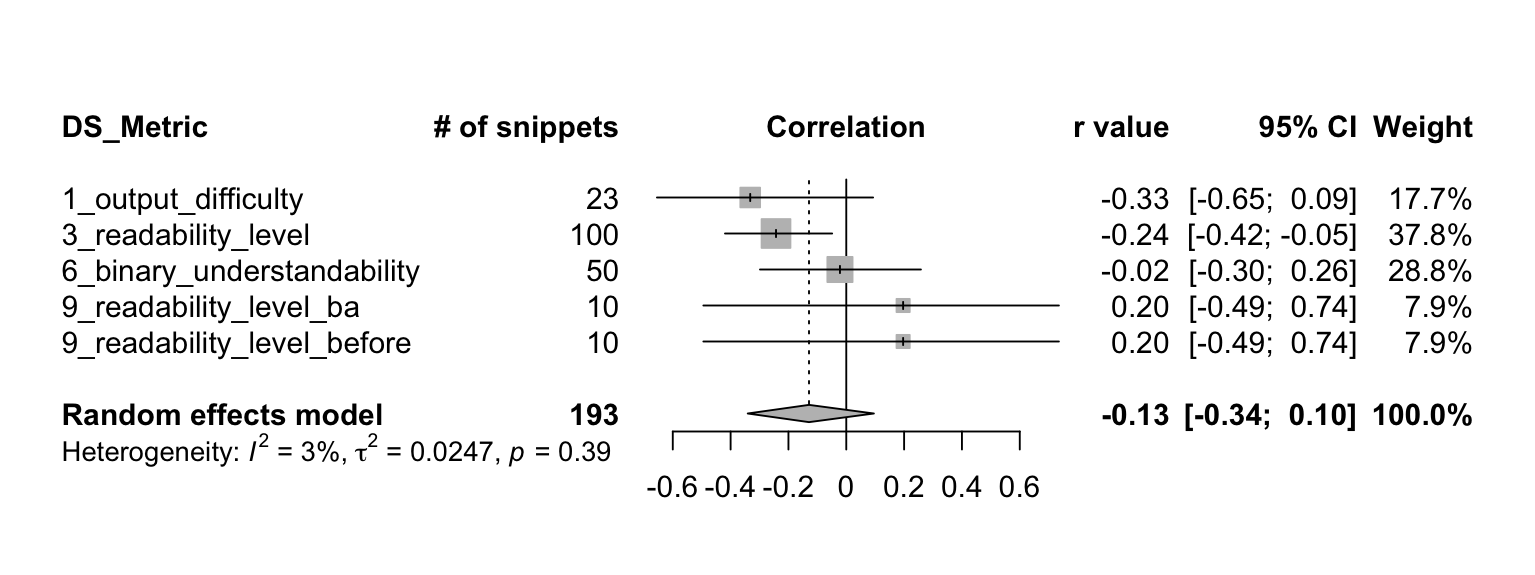 DS_Metric # of snippets Correlation r value 95% CI Weight
1_output_difficulty 23 -0.33 [-0.65; 0.09] 17.7%
3_readability_level 100 -0.24 [-0.42; -0.05] 37.8%
6_binary_understandability 50 -0.02 [-0.30; 0.26] 28.8%
9_readability_level_ba 10 0.20 [-0.49; 0.74] 7.9%
9_readability_level_before 10 0.20 [-0.49; 0.74] 7.9%
Random effects model 193 -0.13 [-0.34; 0.10] 100.0%
Heterogeneity: I² = 3%, τ² = 0.0247, p = 0.39
-0.6 -0.4 -0.2 0 0.2 0.4 0.6